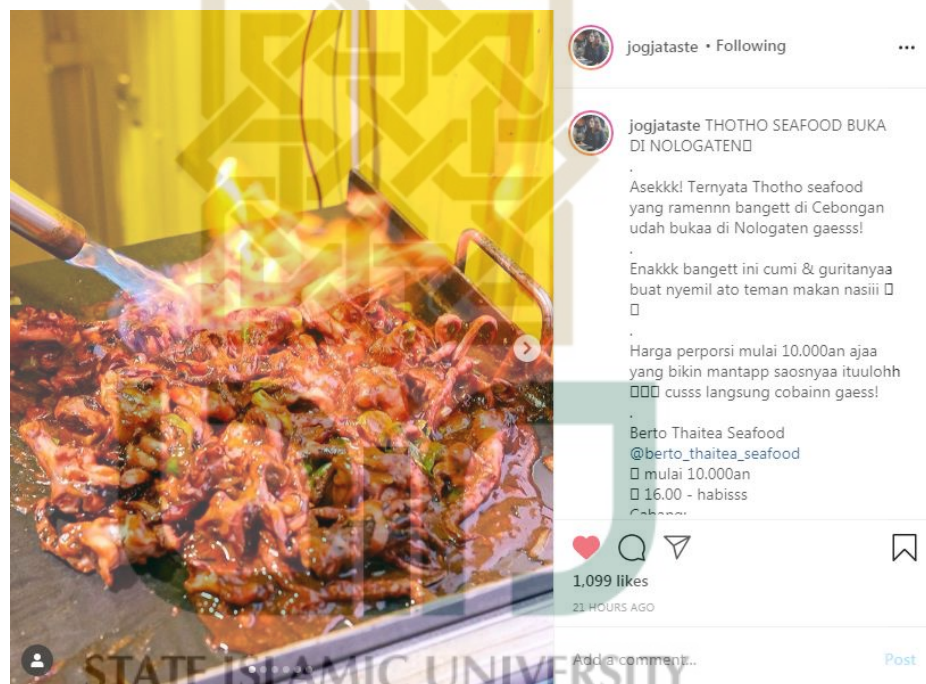 jogjataste • Following
jogjataste THOTHO SEAFOOD BUKA
DI NOLOGATEN
.
Asekkk! Ternyata Thotho seafood
yang ramennn bangett di Cebongan
udah bukaa di Nologaten gaesss!
.
Enakkk bangett ini cumi & guritanyaa
buat nyemil ato teman makan nasiii
.
Harga perporsi mulai 10.000an ajaa
yang bikin mantapp saosnyaa ituulohh
cusss langsung cobainn gaess!
.
Berto Thaitea Seafood
@berto_thaitea_seafood
mulai 10.000an
16.00 - habisss
1,099 likes
21 HOURS AGO
Add a comment...
Post
STATE ISLAMIC UNIVERSITY